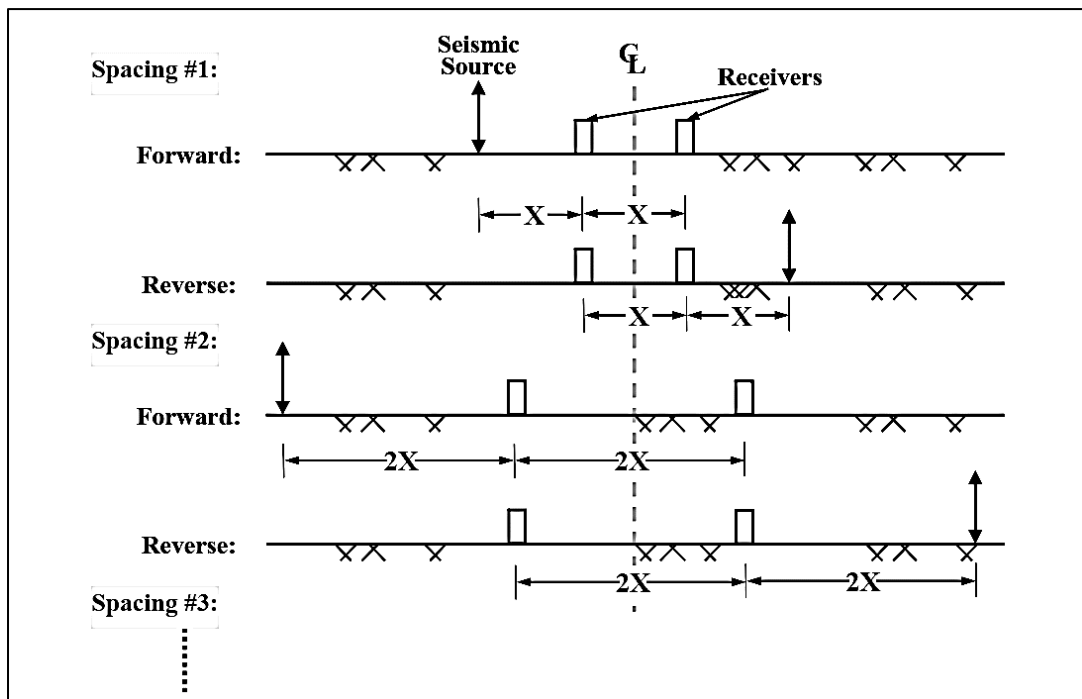 Seismic
Source
℄
Spacing #1:
Receivers
Forward:
X X
Reverse:
X X
Spacing #2:
Forward:
2X 2X
Reverse:
2X 2X
Spacing #3: